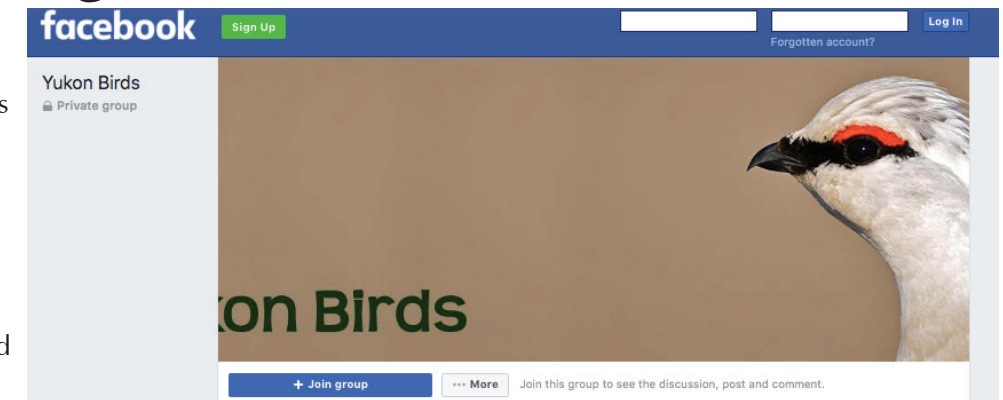 facebook
Sign Up
Log In
Forgotten account?
Yukon Birds
Private group
s
kon Birds
d
+ Join group
··· More
Join this group to see the discussion, post and comment.